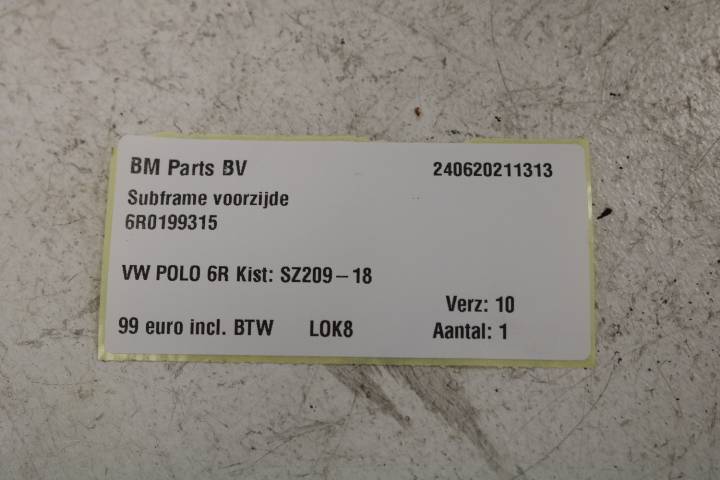 BM Parts BV 240620211313
Subframe voorzijde
6R0199315
VW POLO 6R Kist: SZ209-18
Verz: 10
99 euro incl. BTW LOK8 Aantal: 1